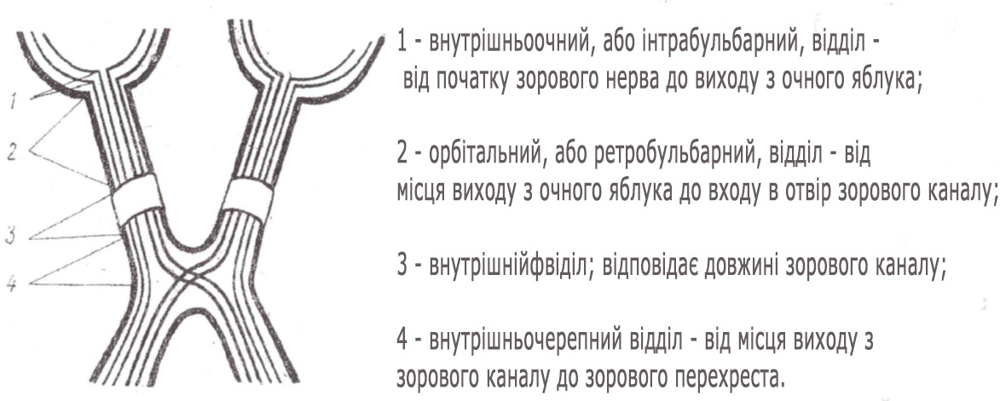 1 - внутрішньоочний, або інтрабульбарний, відділ -
від початку зорового нерва до виходу з очного яблука;
2 - орбітальний, або ретробульбарний, відділ - від
місця виходу з очного яблука до входу в отвір зорового каналу;
3 - внутрішнійфвіділ; відповідає довжині зорового каналу;
4 - внутрішньочерепний відділ - від місця виходу з
зорового каналу до зорового перехреста.
1
2
3
4